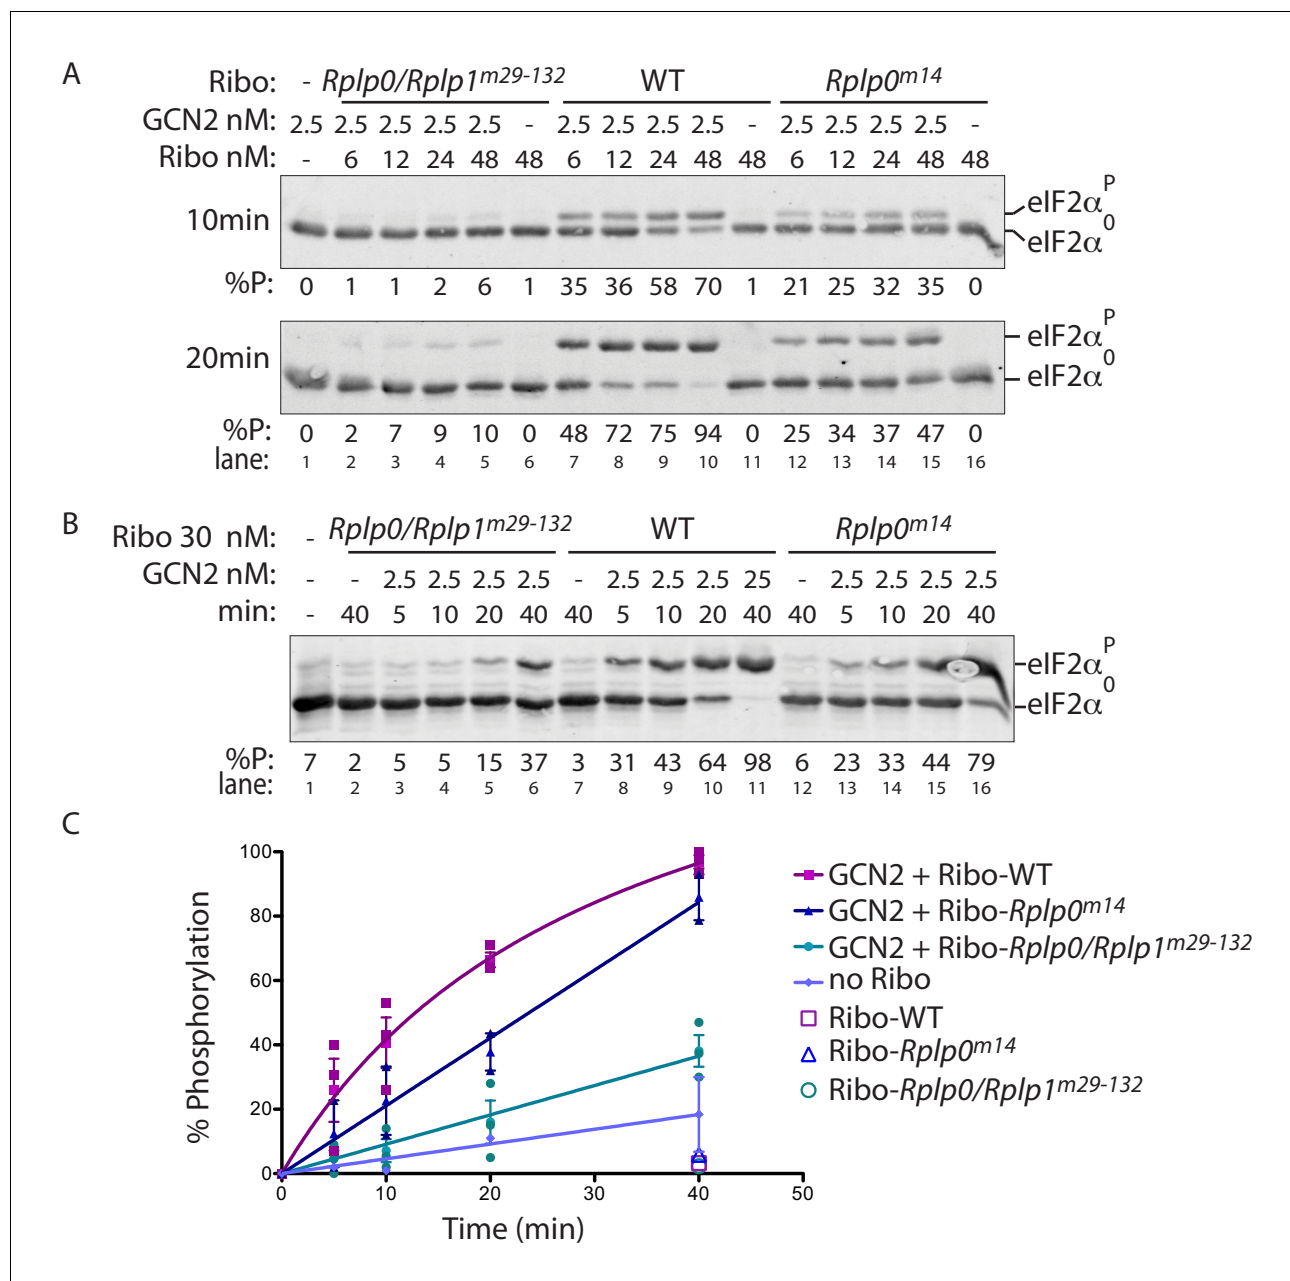 A
Ribo: - Rplp0/Rplp1m29-132 WT Rplp0m14
GCN2 nM: 2.5 2.5 2.5 2.5 2.5 - 2.5 2.5 2.5 2.5 - 2.5 2.5 2.5 2.5 -
Ribo nM: - 6 12 24 48 48 6 12 24 48 48 6 12 24 48 48
10min
eIF2αP
eIF2α0
%P: 0 1 1 2 6 1 35 36 58 70 1 21 25 32 35 0
20min
eIF2αP
eIF2α0
%P: 0 2 7 9 10 0 48 72 75 94 0 25 34 37 47 0
lane: 1 2 3 4 5 6 7 8 9 10 11 12 13 14 15 16
B
Ribo 30 nM: - Rplp0/Rplp1m29-132 WT Rplp0m14
GCN2 nM: - - 2.5 2.5 2.5 2.5 - 2.5 2.5 2.5 25 - 2.5 2.5 2.5 2.5
min: - 40 5 10 20 40 40 5 10 20 40 40 5 10 20 40
eIF2αP
eIF2α0
%P: 7 2 5 5 15 37 3 31 43 64 98 6 23 33 44 79
lane: 1 2 3 4 5 6 7 8 9 10 11 12 13 14 15 16
C
% Phosphorylation
100
80
60
40
20
0
0 10 20 30 40 50
Time (min)
GCN2 + Ribo-WT
GCN2 + Ribo-Rplp0m14
GCN2 + Ribo-Rplp0/Rplp1m29-132
no Ribo
Ribo-WT
Ribo-Rplp0m14
Ribo-Rplp0/Rplp1m29-132